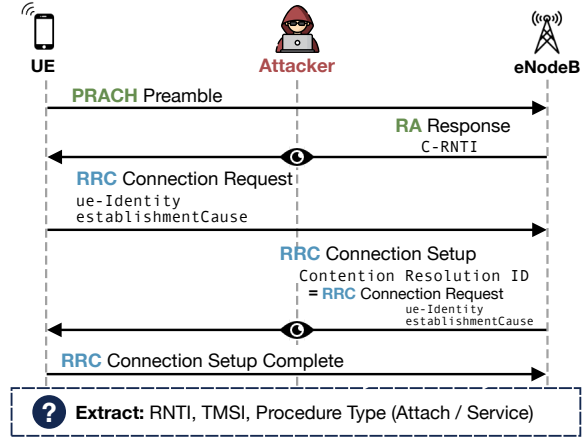 UE
Attacker
eNodeB
PRACH Preamble
RA Response
C-RNTI
RRC Connection Request
ue-Identity
establishmentCause
RRC Connection Setup
Contention Resolution ID
= RRC Connection Request
ue-Identity
establishmentCause
RRC Connection Setup Complete
? Extract: RNTI, TMSI, Procedure Type (Attach / Service)